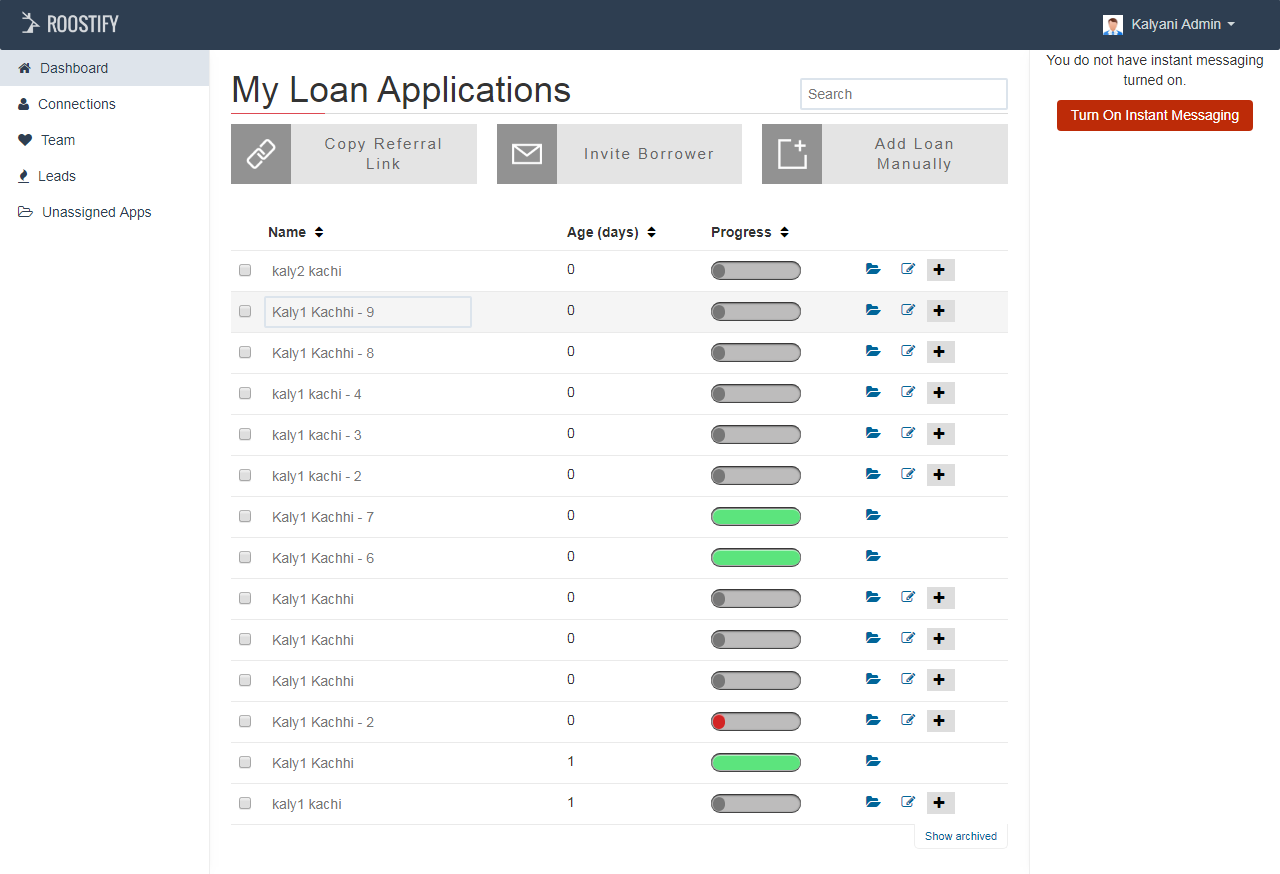 ROOSTIFY
Kalyani Admin
Dashboard
Connections
Team
Leads
Unassigned Apps
My Loan Applications
Search
Copy Referral
Link
Invite Borrower
Add Loan
Manually
Name Age (days) Progress
kaly2 kachi 0
Kaly1 Kachhi - 9 0
Kaly1 Kachhi - 8 0
kaly1 kachi - 4 0
kaly1 kachi - 3 0
kaly1 kachi - 2 0
Kaly1 Kachhi - 7 0
Kaly1 Kachhi - 6 0
Kaly1 Kachhi 0
Kaly1 Kachhi 0
Kaly1 Kachhi 0
Kaly1 Kachhi - 2 0
Kaly1 Kachhi 1
kaly1 kachi 1
Show archived
You do not have instant messaging
turned on.
Turn On Instant Messaging